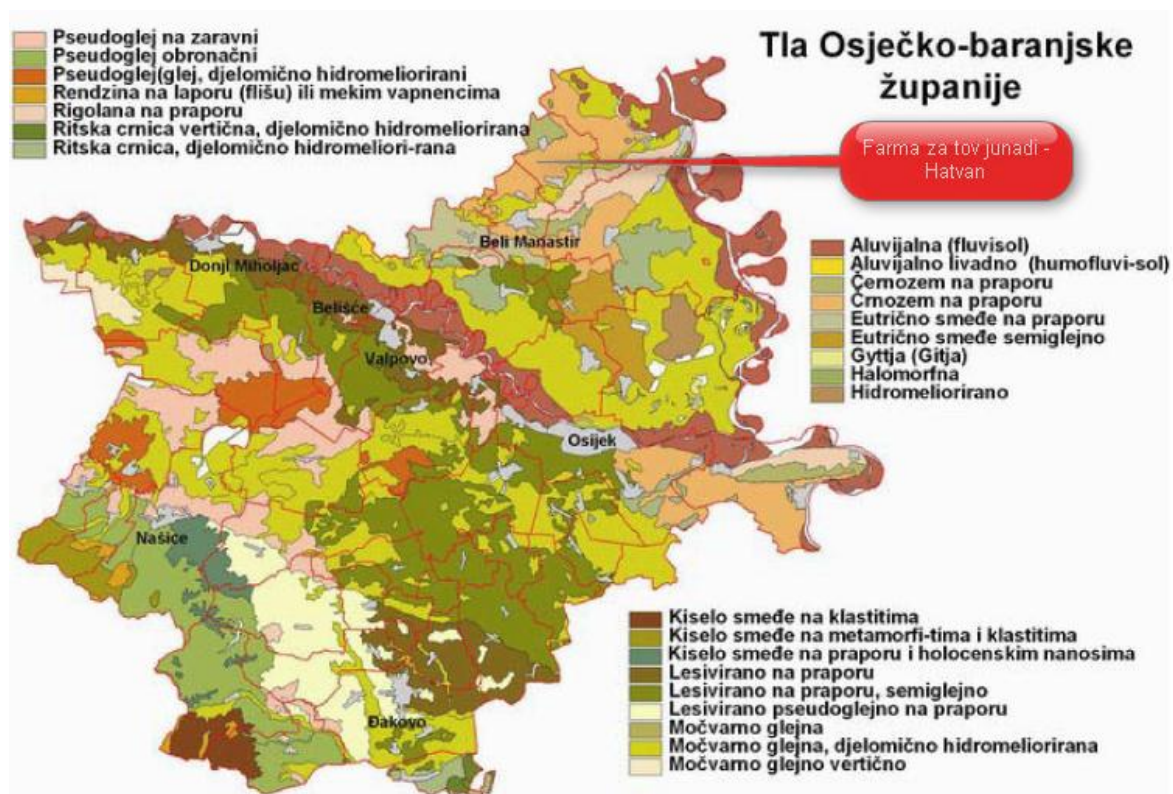 Pseudoglej na zaravni
Pseudoglej obronačni
Pseudoglej(glej, djelomično hidromeliorirani
Rendzina na laporu (flišu) ili mekim vapnencima
Rigolana na praporu
Ritska crnica vertična, djelomično hidromeliorirana
Ritska crnica, djelomično hidromeliori-rana
Tla Osječko-baranjske
županije
Farma za tov junadi -
Hatvan
Beli Manastir
Donjl Miholjac
Belišće
Valpovo
Osijek
Našice
Đakovo
Aluvijalna (fluvisol)
Aluvijalno livadno (humofluvi-sol)
Černozem na praporu
Črnozem na praporu
Eutrično smeđe na praporu
Eutrično smeđe semiglejno
Gyttja (Gitja)
Halomorfna
Hidromeliorirano
Kiselo smeđe na klastitima
Kiselo smeđe na metamorfi-tima i klastitima
Kiselo smeđe na praporu i holocenskim nanosima
Lesivirano na praporu
Lesivirano na praporu, semiglejno
Lesivirano pseudoglejno na praporu
Močvarno glejna
Močvarno glejna, djelomično hidromeliorirana
Močvarno glejno vertično